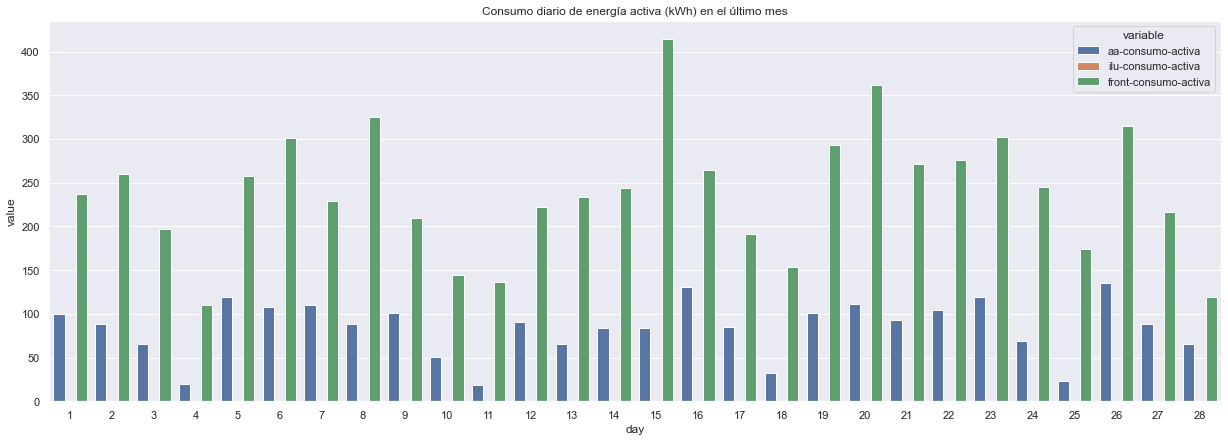 Consumo diario de energía activa (kWh) en el último mes
variable
aa-consumo-activa
ilu-consumo-activa
front-consumo-activa
value
400
350
300
250
200
150
100
50
0
1 2 3 4 5 6 7 8 9 10 11 12 13 14 15 16 17 18 19 20 21 22 23 24 25 26 27 28
day